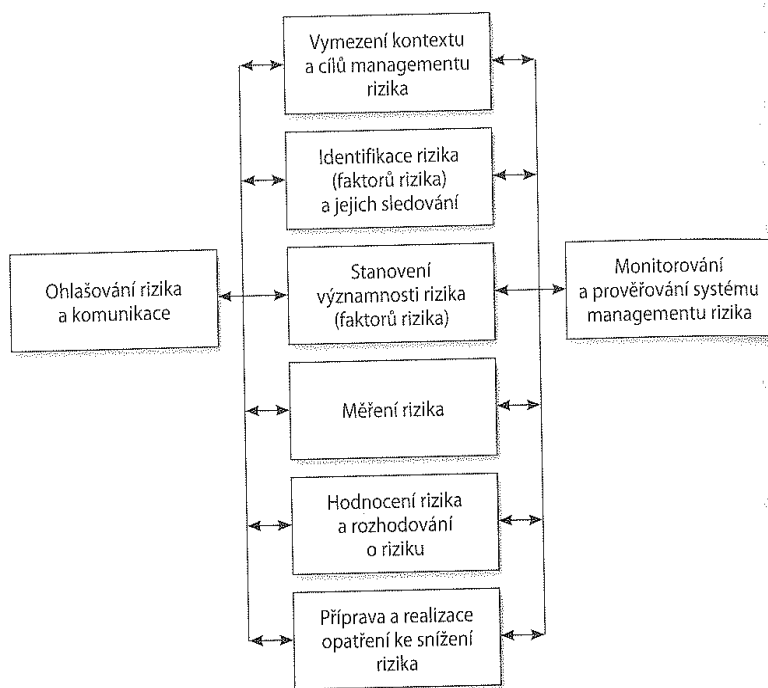 Vymezení kontextu
a cílů managementu
rizika
Identifikace rizika
(faktorů rizika)
a jejich sledování
Ohlašování rizika
a komunikace
Stanovení
významnosti rizika
(faktorů rizika)
Monitorování
a prověřování systému
managementu rizika
Měření rizika
Hodnocení rizika
a rozhodování
o riziku
Příprava a realizace
opatření ke snížení
rizika